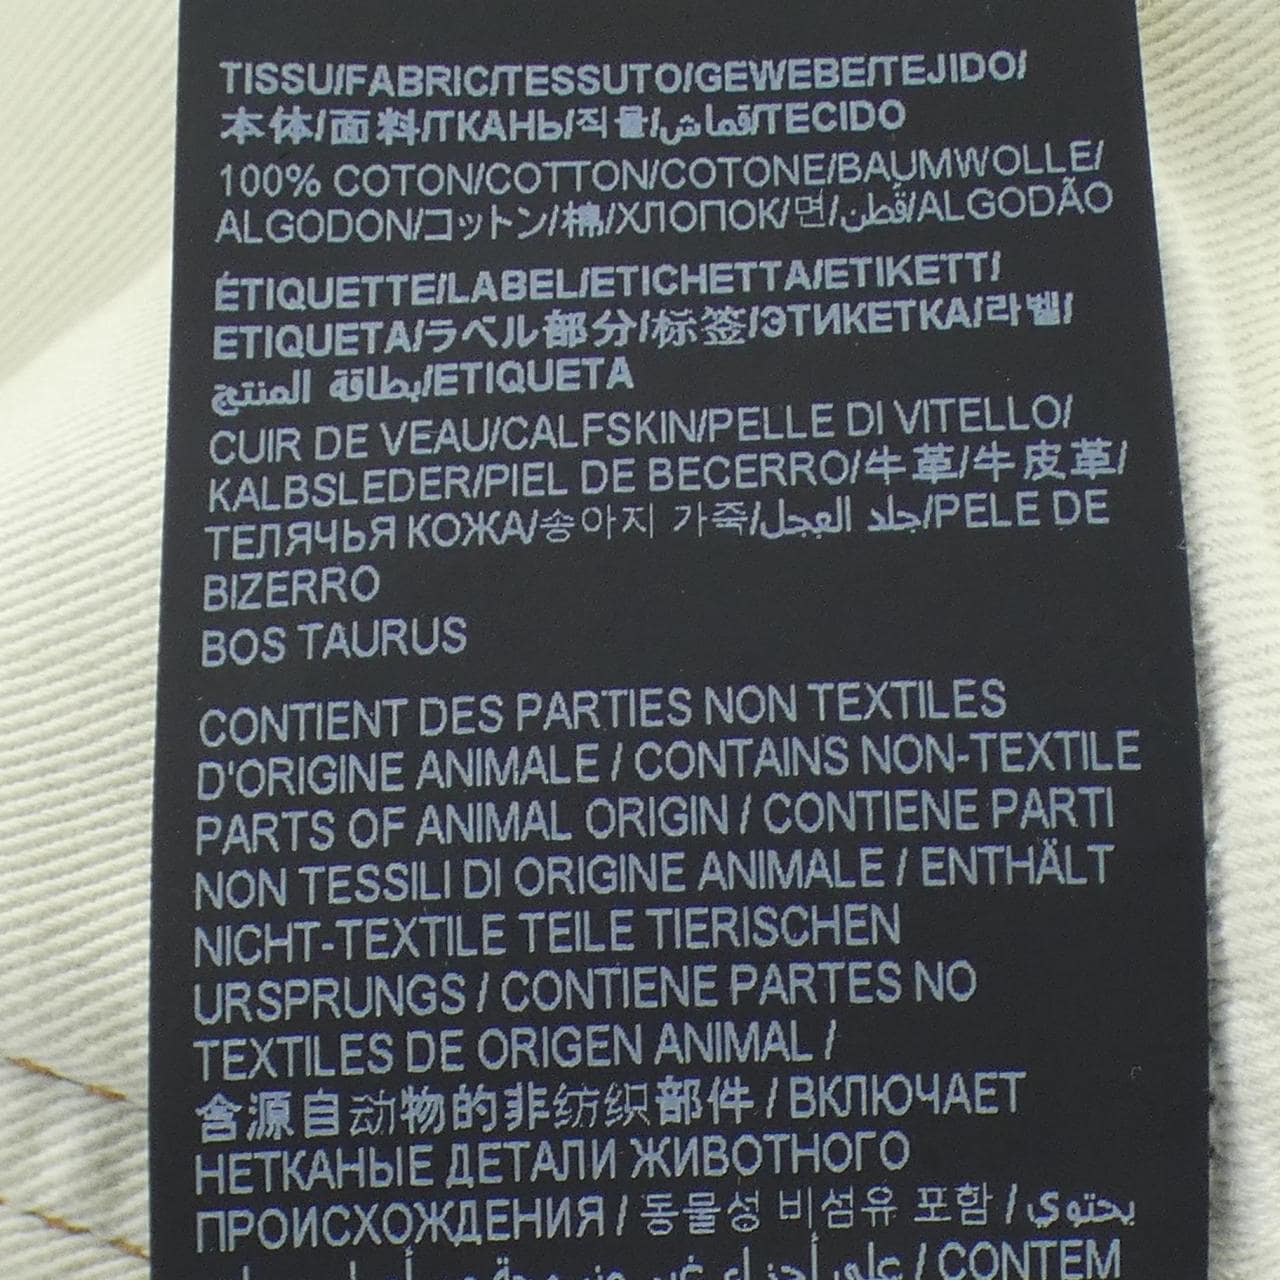 TISSU/FABRIC/TESSUTO/GEWEBE/TEJIDO/
本体/面料/ТКАНЬ/직물/قماش/TECIDO
100% COTON/COTTON/COTONE/BAUMWOLLE/
ALGODON/コットン/棉/ХЛОПОК/면/قطن/ALGODÃO
ÉTIQUETTE/LABEL/ETICHETTA/ETIKETT/
ETIQUETA/ラベル部分/标签/ЭТИКЕТКА/라벨/
بطاقة المنتج/ETIQUETA
CUIR DE VEAU/CALFSKIN/PELLE DI VITELLO/
KALBSLEDER/PIEL DE BECERRO/牛革/牛皮革/
ТЕЛЯЧЬЯ КОЖА/송아지 가죽/جلد العجل/PELE DE
BIZERRO
BOS TAURUS
CONTIENT DES PARTIES NON TEXTILES
D'ORIGINE ANIMALE / CONTAINS NON-TEXTILE
PARTS OF ANIMAL ORIGIN / CONTIENE PARTI
NON TESSILI DI ORIGINE ANIMALE / ENTHÄLT
NICHT-TEXTILE TEILE TIERISCHEN
URSPRUNGS / CONTIENE PARTES NO
TEXTILES DE ORIGEN ANIMAL /
含源自动物的非纺织部件 / ВКЛЮЧАЕТ
НЕТКАНЫЕ ДЕТАЛИ ЖИВОТНОГО
ПРОИСХОЖДЕНИЯ / 동물성 비섬유 포함 / يحتوي
على أجزاء غير / CONTEM